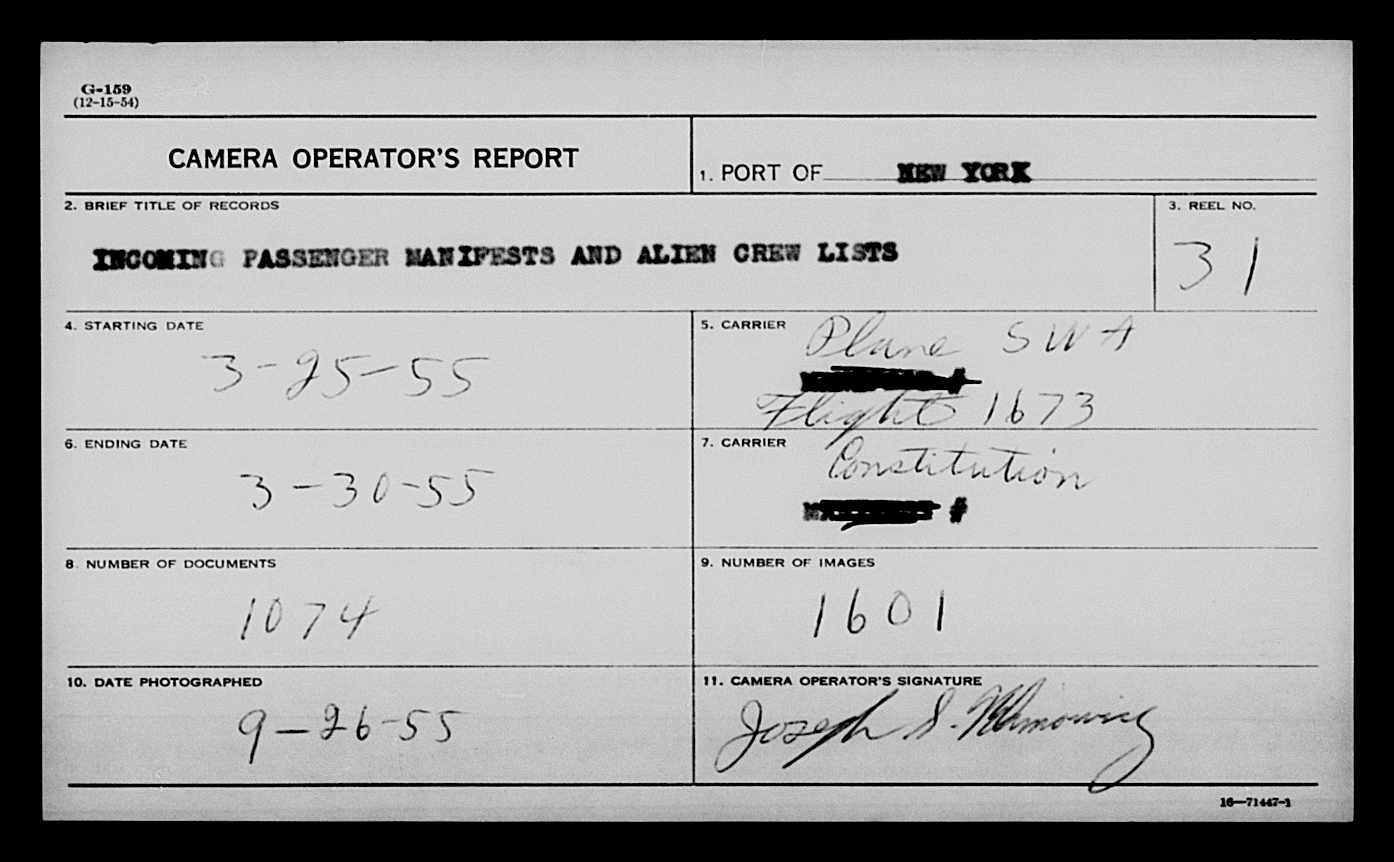 G-159
(12-15-54)
CAMERA OPERATOR'S REPORT
1. PORT OF NEW YORK
2. BRIEF TITLE OF RECORDS
INCOMING PASSENGER MANIFESTS AND ALIEN CREW LISTS
3. REEL NO.
31
4. STARTING DATE
3-25-55
5. CARRIER
Plane SWA
Flight 1673
6. ENDING DATE
3-30-55
7. CARRIER
Constitution
#
8. NUMBER OF DOCUMENTS
1074
9. NUMBER OF IMAGES
1601
10. DATE PHOTOGRAPHED
9-26-55
11. CAMERA OPERATOR'S SIGNATURE
Joseph S.
16—71447-1